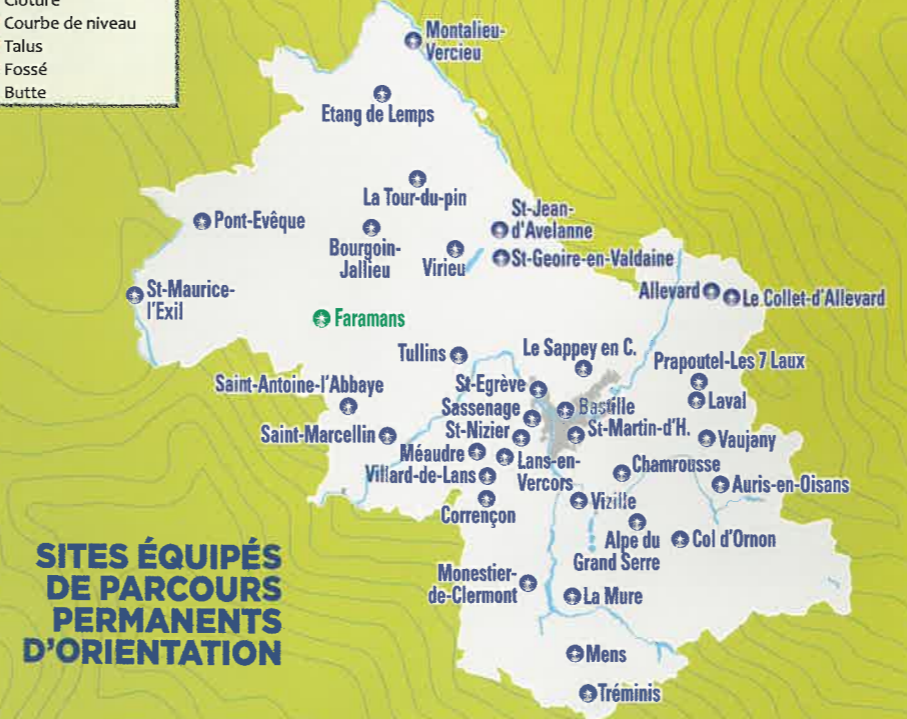 Clôture
Courbe de niveau
Talus
Fossé
Butte
Montalieu-
Vercieu
Etang de Lemps
La Tour-du-pin
Pont-Evêque
St-Jean-
d'Avelanne
Bourgoin-
Jallieu
Virieu
St-Geoire-en-Valdaine
St-Maurice-
l'Exil
Allevard
Le Collet-d'Allevard
Faramans
Tullins
Le Sappey en C.
Prapoutel-Les 7 Laux
Saint-Antoine-l'Abbaye
St-Egrève
Laval
Sassenage
Bastille
Saint-Marcellin
St-Nizier
St-Martin-d'H.
Vaujany
Méaudre
Lans-en-
Vercors
Chamrousse
Villard-de-Lans
Auris-en-Oisans
Corrençon
Vizille
Alpe du
Grand Serre
Col d'Ornon
SITES ÉQUIPÉS
DE PARCOURS
PERMANENTS
D'ORIENTATION
Monestier-
de-Clermont
La Mure
Mens
Tréminis